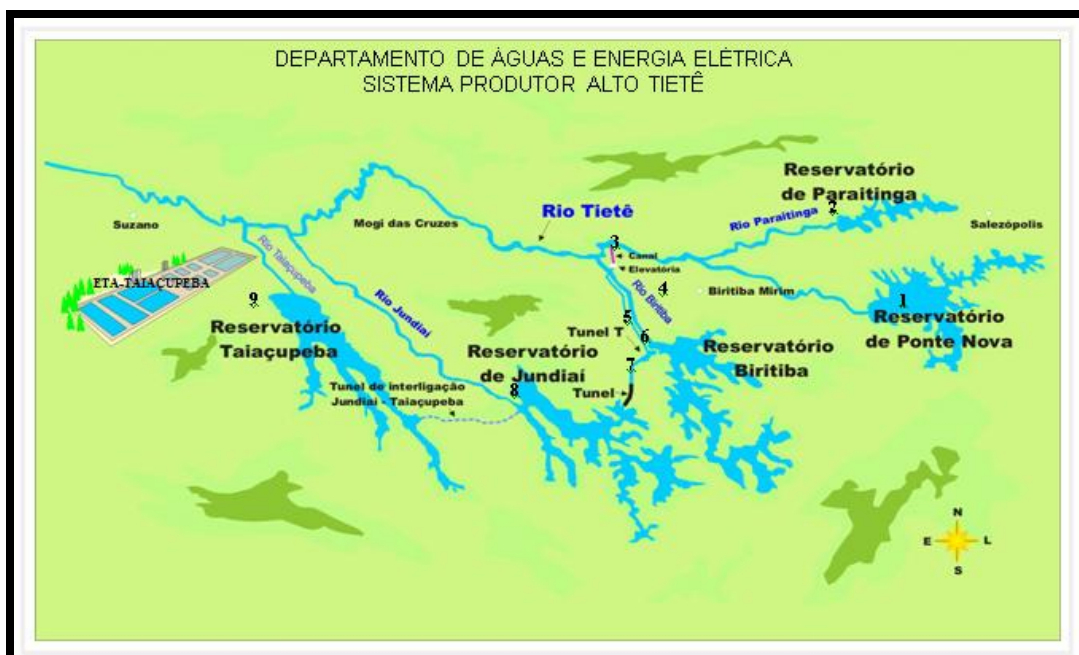 DEPARTAMENTO DE ÁGUAS E ENERGIA ELÉTRICA
SISTEMA PRODUTOR ALTO TIETÊ
Reservatório
de Paraitinga
2
Rio Paraitinga
Salezópolis
Suzano
Mogi das Cruzes
Rio Tietê
3
Canal
Elevatória
4
Rio Biritiba
Biritiba Mirim
1
Reservatório
de Ponte Nova
ETA-TAIAÇUPEBA
Rio Taiaçupeba
9
Reservatório
Taiaçupeba
Rio Jundiaí
5
Tunel T
6
Reservatório
Biritiba
Reservatório
de Jundiaí
7
8
Tunel
Tunel de interligação
Jundiaí - Taiaçupeba
N
E
L
S